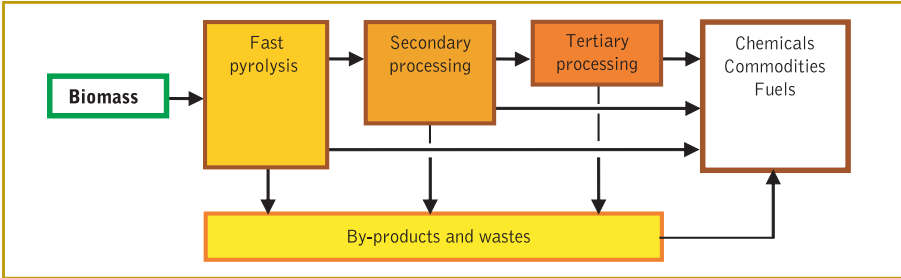 Biomass
Fast
pyrolysis
Secondary
processing
Tertiary
processing
Chemicals
Commodities
Fuels
By-products and wastes